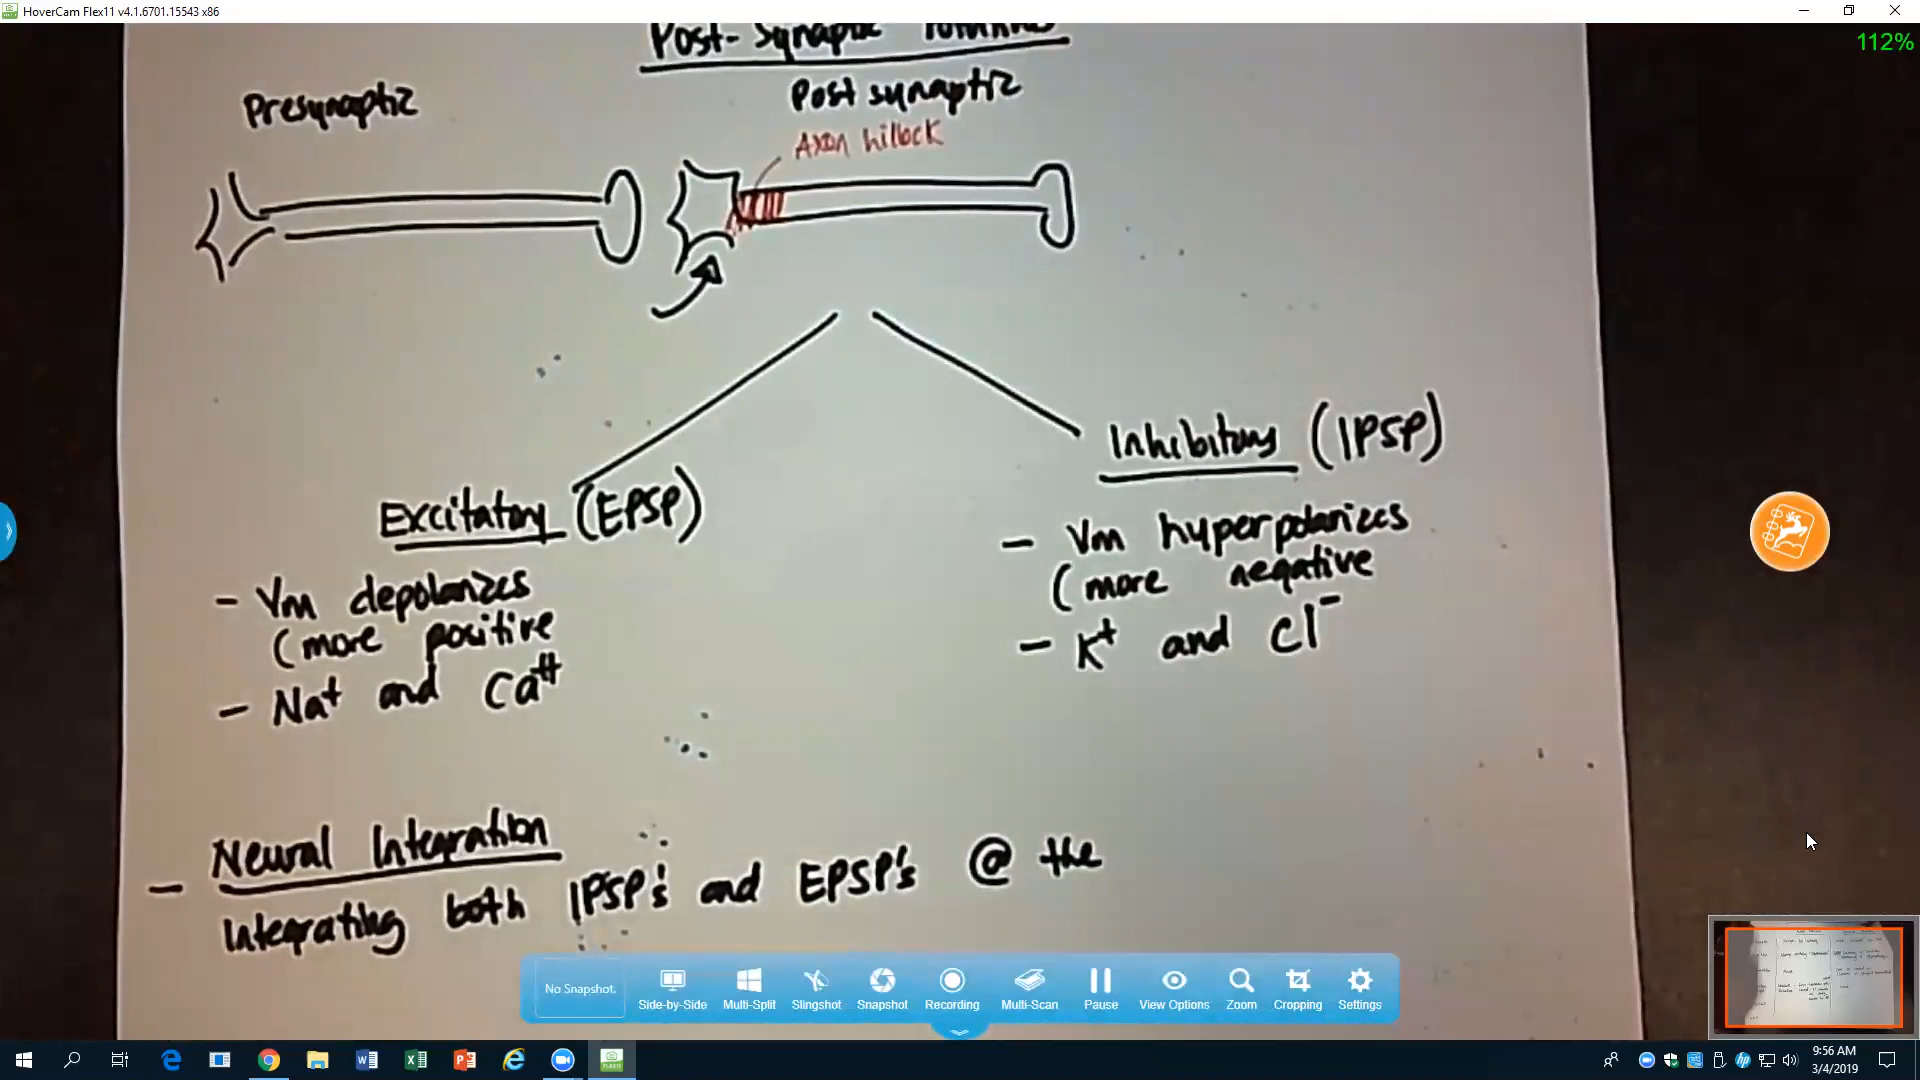 HoverCam Flex11 v4.1.6701.15543 x86
112%
Post-Synaptic
Presynaptic
Post synaptic
Axon hillock
Inhibitory (IPSP)
Excitatory (EPSP)
- Vm hyperpolarizes
(more negative
- K+ and Cl-
- Vm depolarizes
(more positive
- Na+ and Ca++
Neural Integration
- Integrating both IPSP's and EPSP's @ the
No Snapshot.
Side-by-Side
Multi-Split
Slingshot
Snapshot
Recording
Multi-Scan
Pause
View Options
Zoom
Cropping
Settings
9:56 AM
3/4/2019